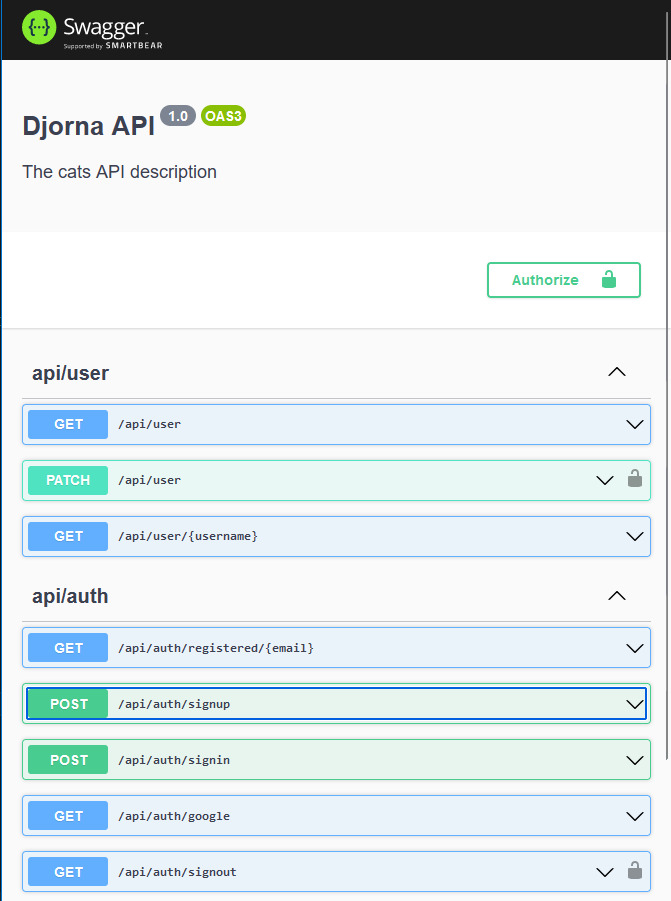 Swagger
Supported by SMARTBEAR
Djorna API 1.0 OAS3
The cats API description
Authorize
api/user
GET /api/user
PATCH /api/user
GET /api/user/{username}
api/auth
GET /api/auth/registered/{email}
POST /api/auth/signup
POST /api/auth/signin
GET /api/auth/google
GET /api/auth/signout